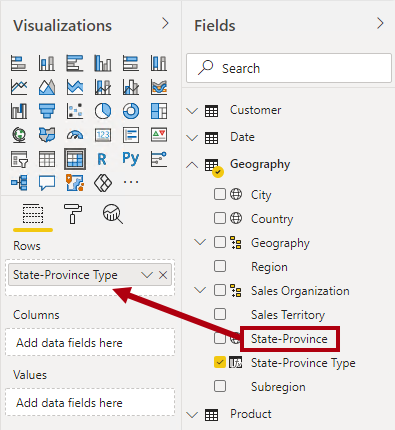 Visualizations
R
Py
123
Rows
State-Province Type
Columns
Add data fields here
Values
Add data fields here
Fields
Search
Customer
Date
Geography
City
Country
Geography
Region
Sales Organization
Sales Territory
State-Province
State-Province Type
Subregion
Product